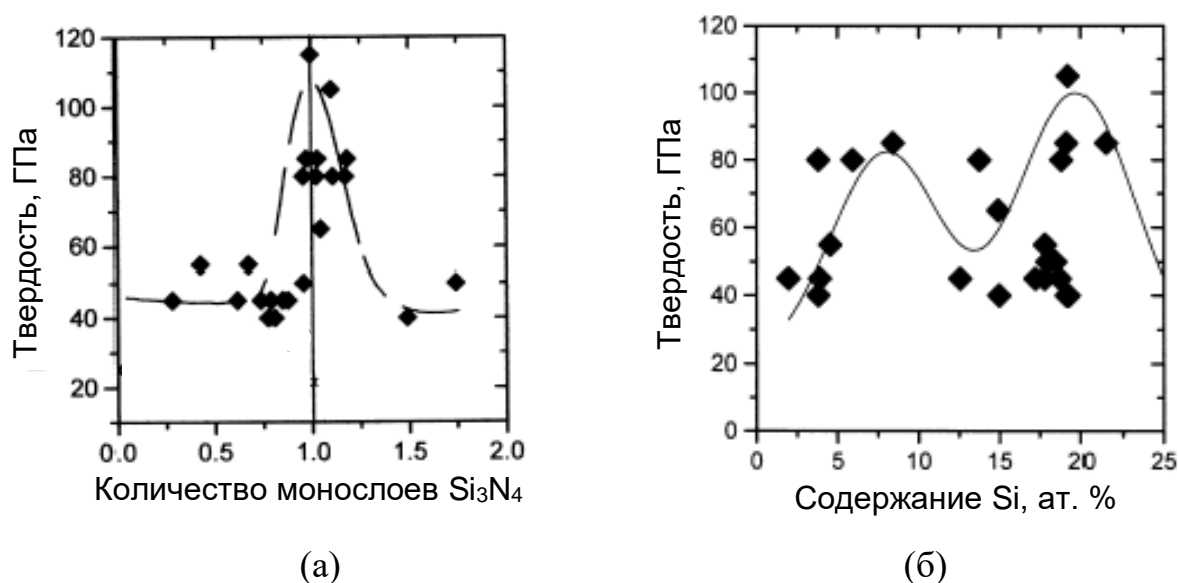 Твердость, ГПа
120
100
80
60
40
20
0.0 0.5 1.0 1.5 2.0
Количество монослоев Si₃N₄
(а)
Твердость, ГПа
120
100
80
60
40
20
0
0 5 10 15 20 25
Содержание Si, ат. %
(б)